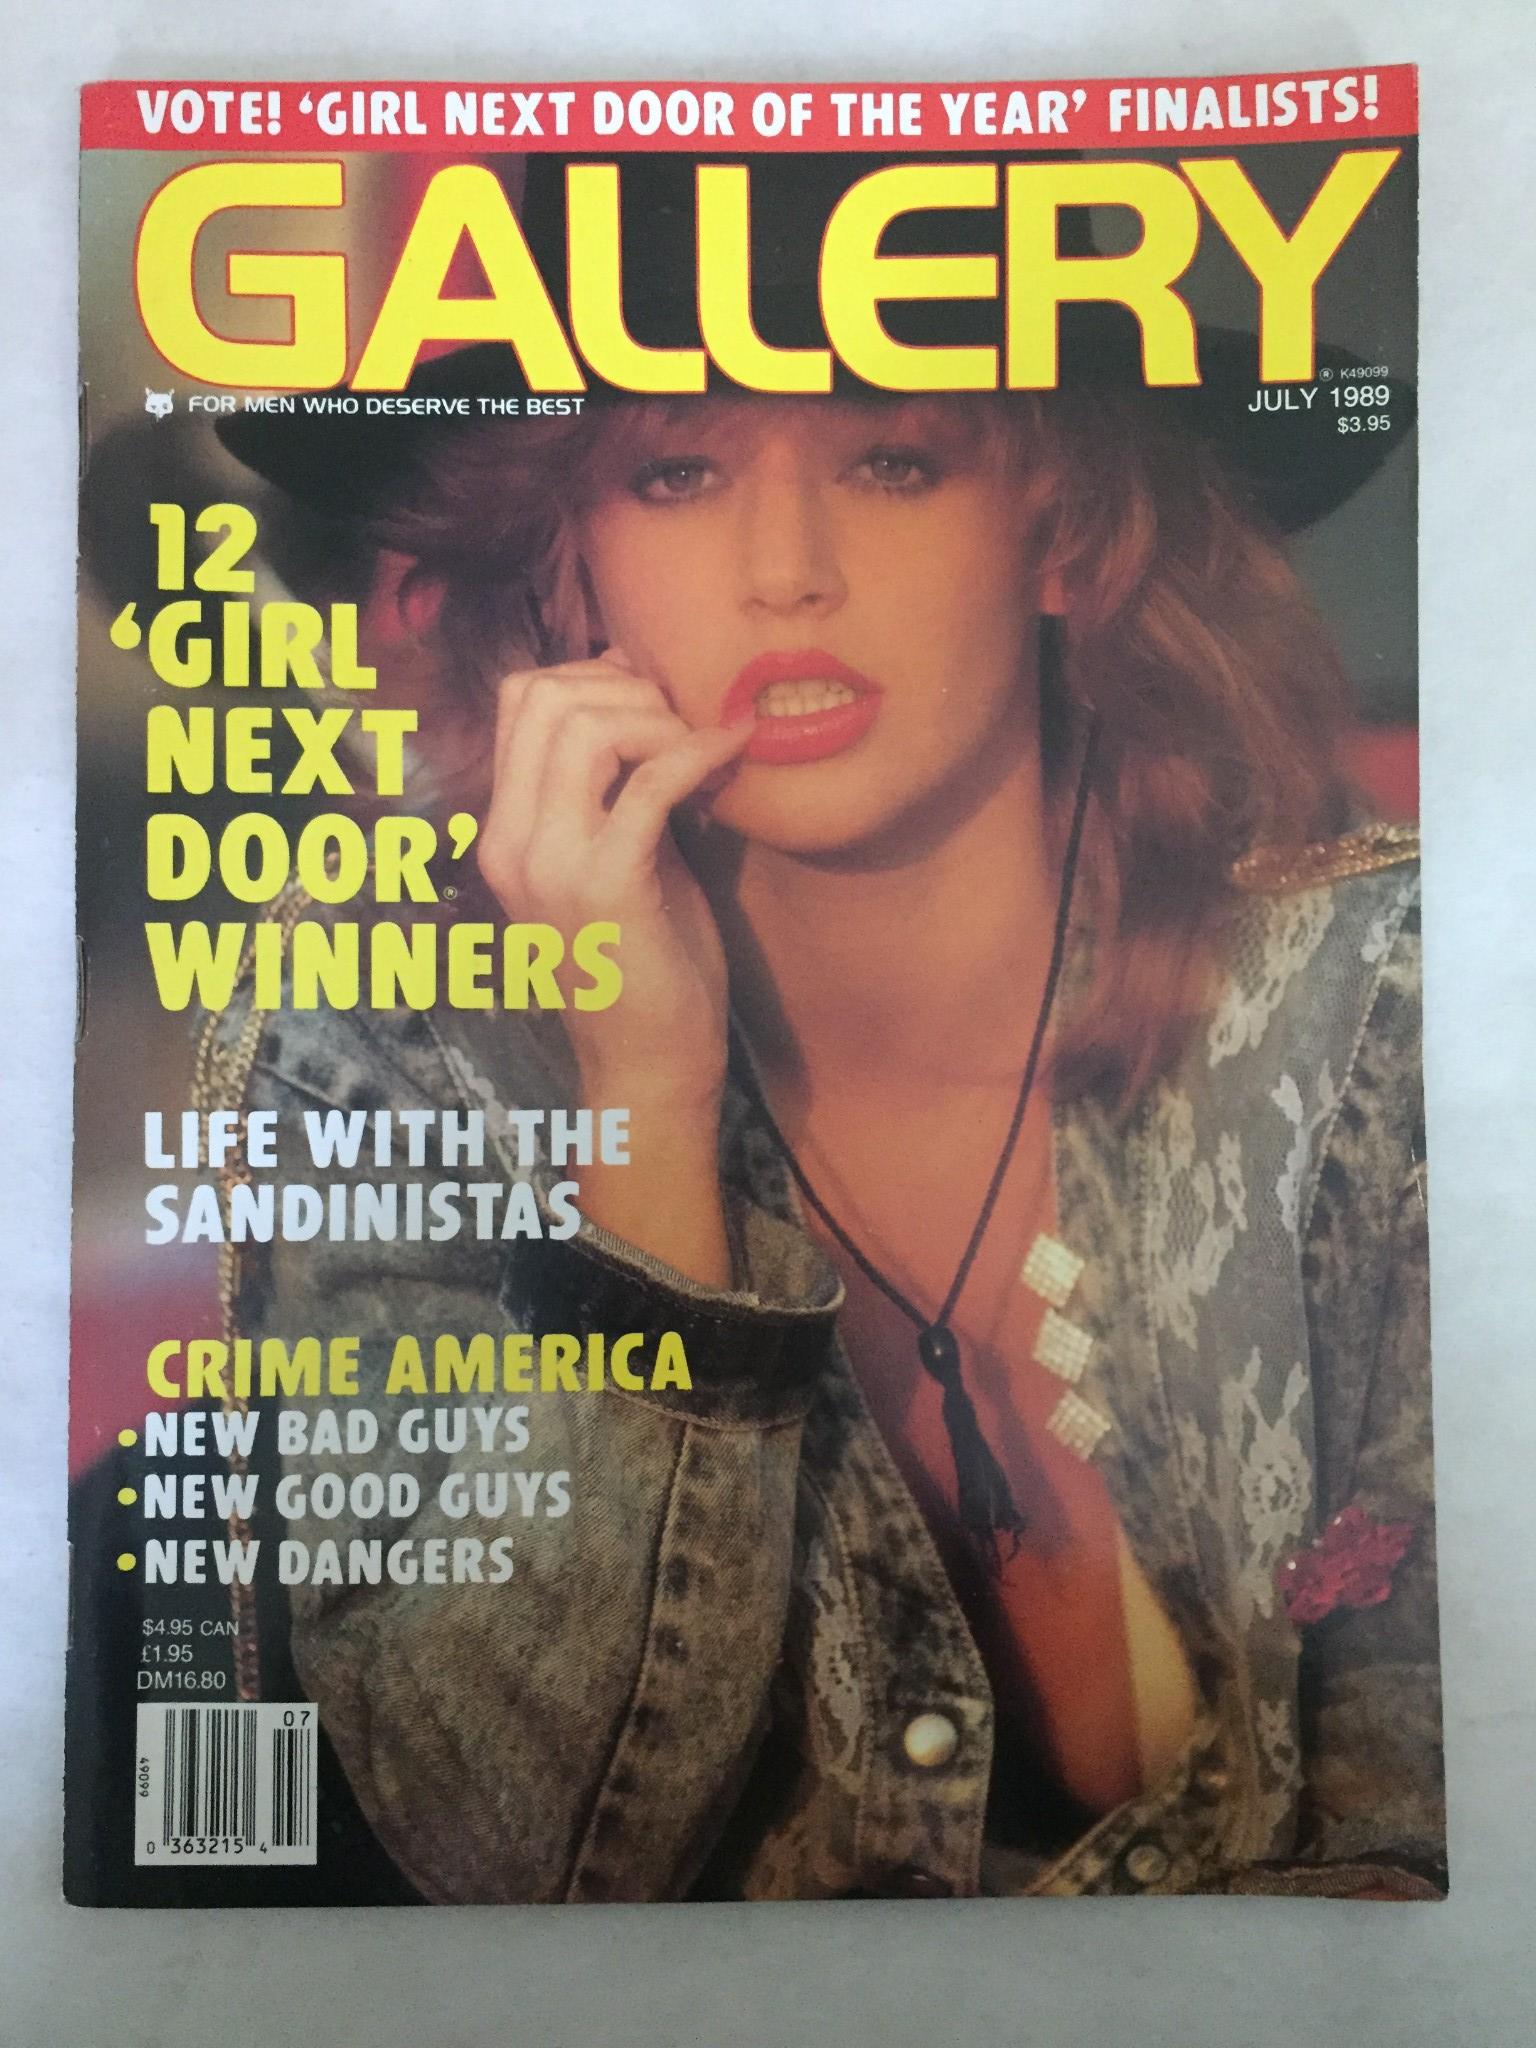 VOTE! ‘GIRL NEXT DOOR OF THE YEAR’ FINALISTS!
GALLERY
® K49099
FOR MEN WHO DESERVE THE BEST
JULY 1989
$3.95
12
‘GIRL
NEXT
DOOR’®
WINNERS
LIFE WITH THE
SANDINISTAS
CRIME AMERICA
•NEW BAD GUYS
•NEW GOOD GUYS
•NEW DANGERS
$4.95 CAN
£1.95
DM16.80
07
49099
0 363215 4